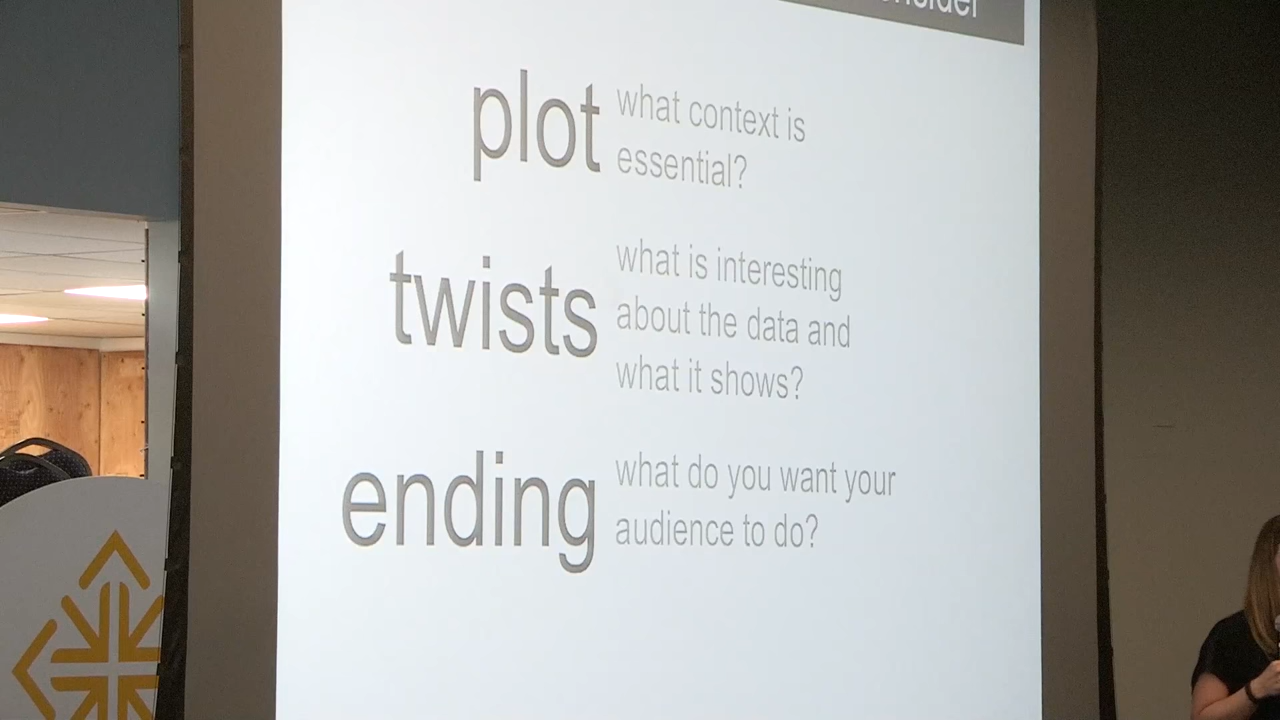 plot what context is
essential?
twists what is interesting
about the data and
what it shows?
ending what do you want your
audience to do?